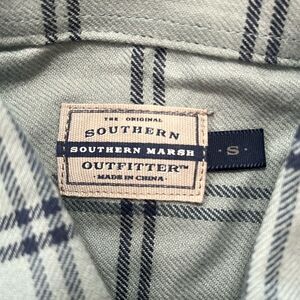 THE ORIGINAL
SOUTHERN
SOUTHERN MARSH
OUTFITTER™
·MADE IN CHINA·
·S·